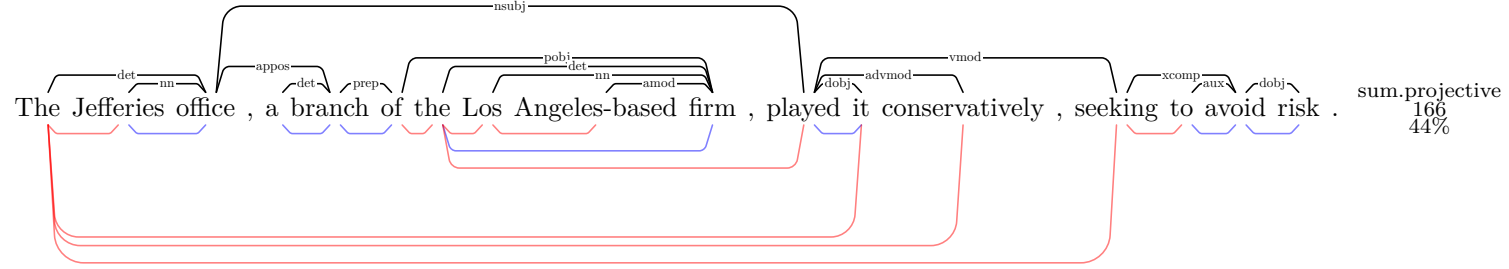 nsubj
appos
pobj
vmod
det
det
nn
nn
det
prep
amod
dobj
advmod
xcomp
aux
dobj
The Jefferies office , a branch of the Los Angeles-based firm , played it conservatively , seeking to avoid risk .
sum.projective
166
44%